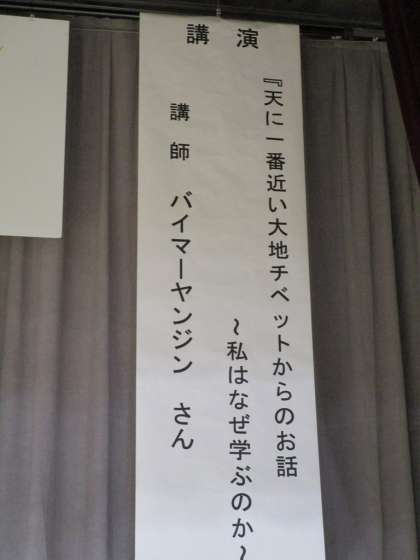 講演
『天に一番近い大地チベットからのお話
～私はなぜ学ぶのか～
講師 バイマーヤンジン さん